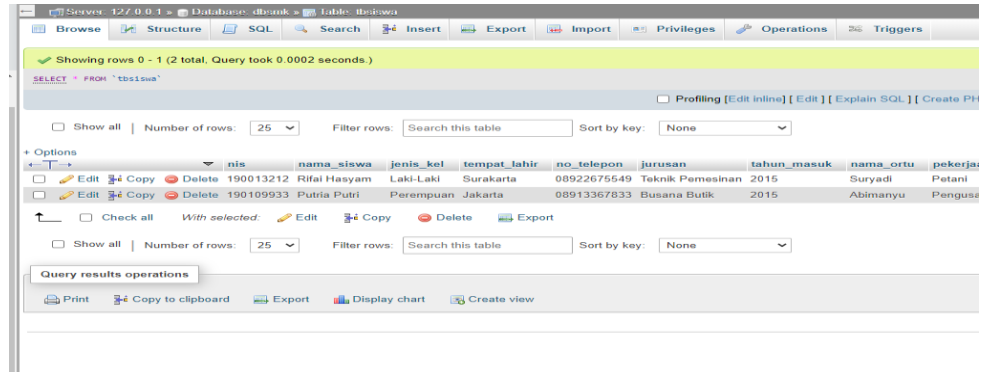 Server: 127.0.0.1 » Database: dbsmk » Table: tbsiswa
Browse Structure SQL Search Insert Export Import Privileges Operations Triggers
Showing rows 0 - 1 (2 total, Query took 0.0002 seconds.)
SELECT * FROM `tbsiswa`
Profiling [Edit inline] [ Edit ] [ Explain SQL ] [ Create PH
Show all | Number of rows: 25 Filter rows: Search this table Sort by key: None
+ Options
nis nama_siswa jenis_kel tempat_lahir no_telepon jurusan tahun_masuk nama_ortu pekerjaa
Edit Copy Delete 190013212 Rifai Hasyam Laki-Laki Surakarta 08922675549 Teknik Pemesinan 2015 Suryadi Petani
Edit Copy Delete 190109933 Putria Putri Perempuan Jakarta 08913367833 Busana Butik 2015 Abimanyu Pengusa
Check all With selected: Edit Copy Delete Export
Show all | Number of rows: 25 Filter rows: Search this table Sort by key: None
Query results operations
Print Copy to clipboard Export Display chart Create view